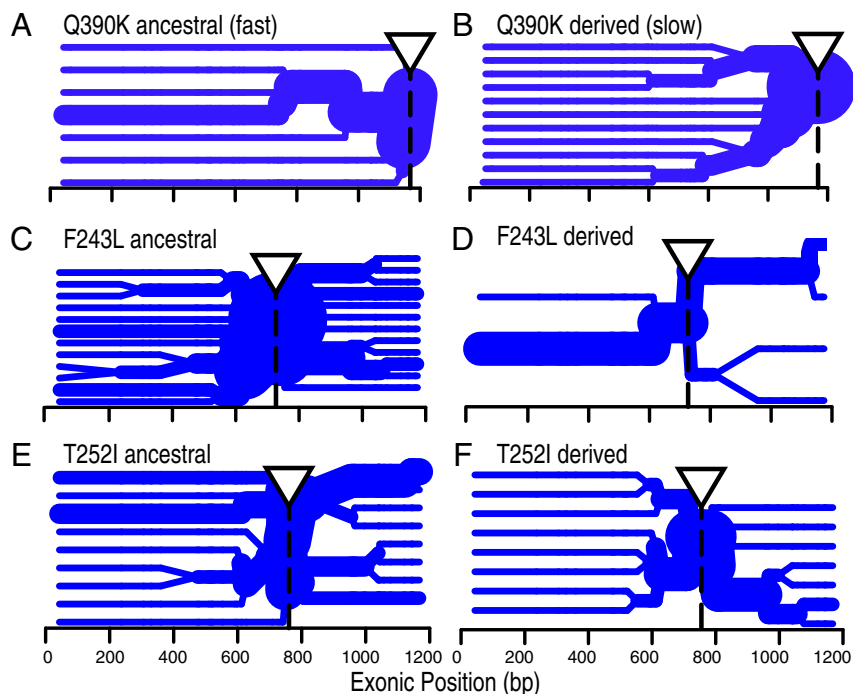 A Q390K ancestral (fast)
B Q390K derived (slow)
C F243L ancestral
D F243L derived
E T252I ancestral
F T252I derived
0 200 400 600 800 1000 1200
0 200 400 600 800 1000 1200
Exonic Position (bp)